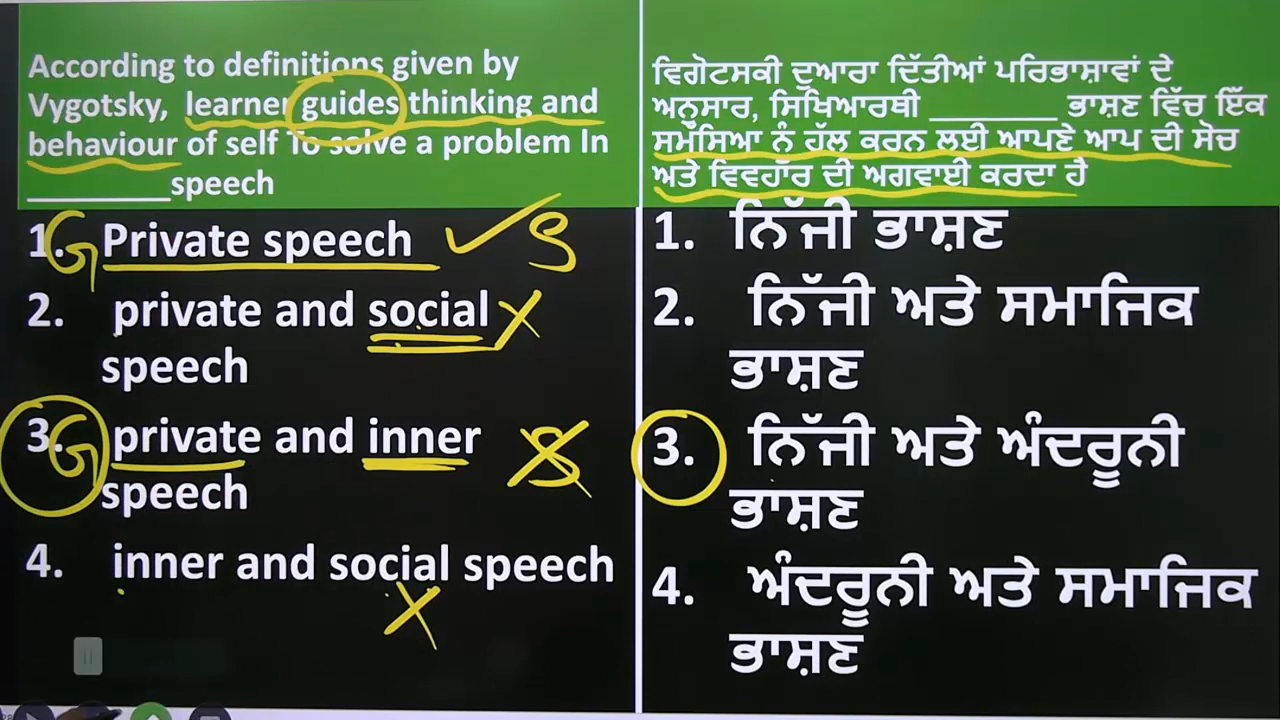 According to definitions given by
Vygotsky, learner guides thinking and
behaviour of self To solve a problem In
_________speech
1. Private speech
2. private and social
speech
3. private and inner
speech
4. inner and social speech
ਵਿਗੋਟਸਕੀ ਦੁਆਰਾ ਦਿੱਤੀਆਂ ਪਰਿਭਾਸ਼ਾਵਾਂ ਦੇ
ਅਨੁਸਾਰ, ਸਿਖਿਆਰਥੀ ________ ਭਾਸ਼ਣ ਵਿੱਚ ਇੱਕ
ਸਮੱਸਿਆ ਨੂੰ ਹੱਲ ਕਰਨ ਲਈ ਆਪਣੇ ਆਪ ਦੀ ਸੋਚ
ਅਤੇ ਵਿਵਹਾਰ ਦੀ ਅਗਵਾਈ ਕਰਦਾ ਹੈ
1. ਨਿੱਜੀ ਭਾਸ਼ਣ
2. ਨਿੱਜੀ ਅਤੇ ਸਮਾਜਿਕ
ਭਾਸ਼ਣ
3. ਨਿੱਜੀ ਅਤੇ ਅੰਦਰੂਨੀ
ਭਾਸ਼ਣ
4. ਅੰਦਰੂਨੀ ਅਤੇ ਸਮਾਜਿਕ
ਭਾਸ਼ਣ
G
S
G
S